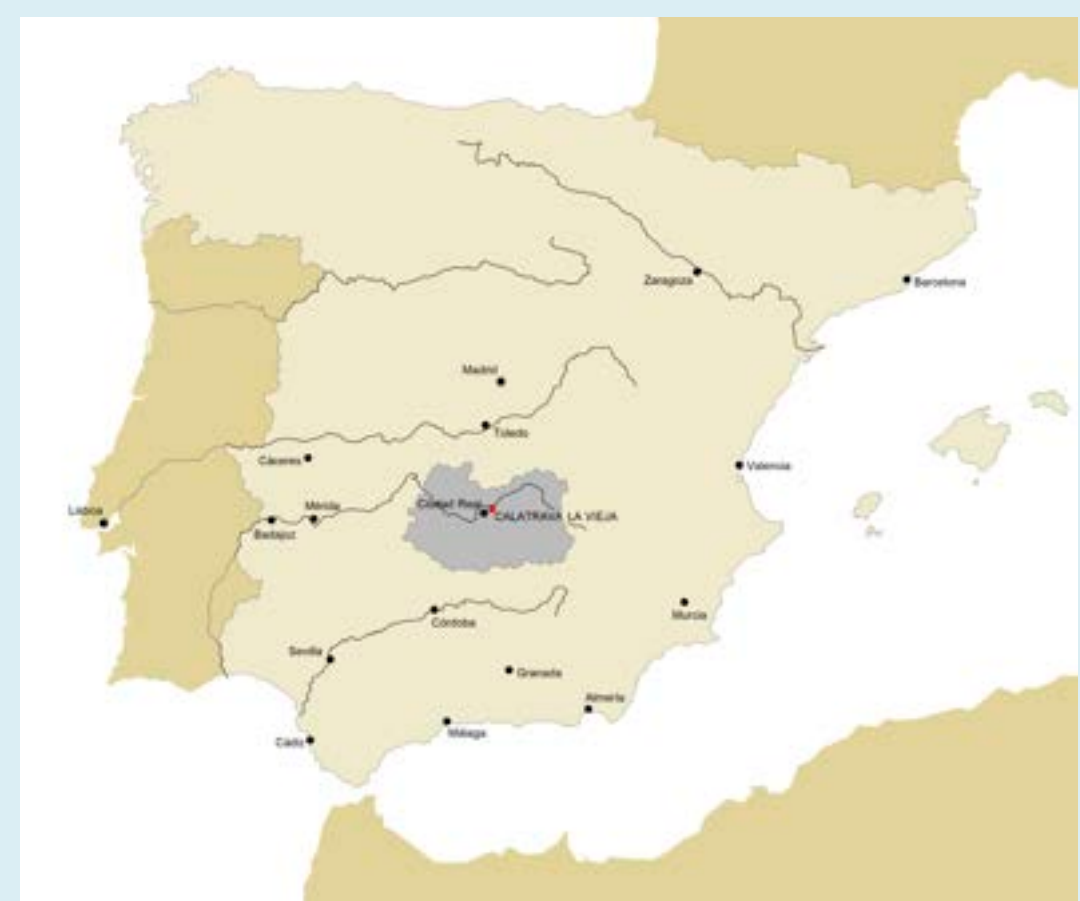 Zaragoza
Barcelona
Madrid
Toledo
Cáceres
Valencia
Ciudad Real
Mérida
Lisboa
CALATRAVA LA VIEJA
Badajoz
Murcia
Córdoba
Sevilla
Granada
Almería
Málaga
Cadiz